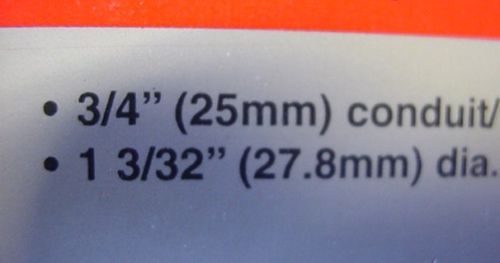 • 3/4” (25mm) conduit/
• 1 3/32” (27.8mm) dia.